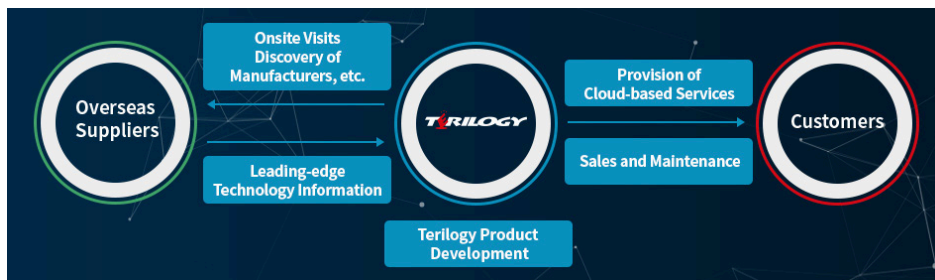 Overseas
Suppliers
Onsite Visits
Discovery of
Manufacturers, etc.
Leading-edge
Technology Information
TERILOGY
Terilogy Product
Development
Provision of
Cloud-based Services
Sales and Maintenance
Customers